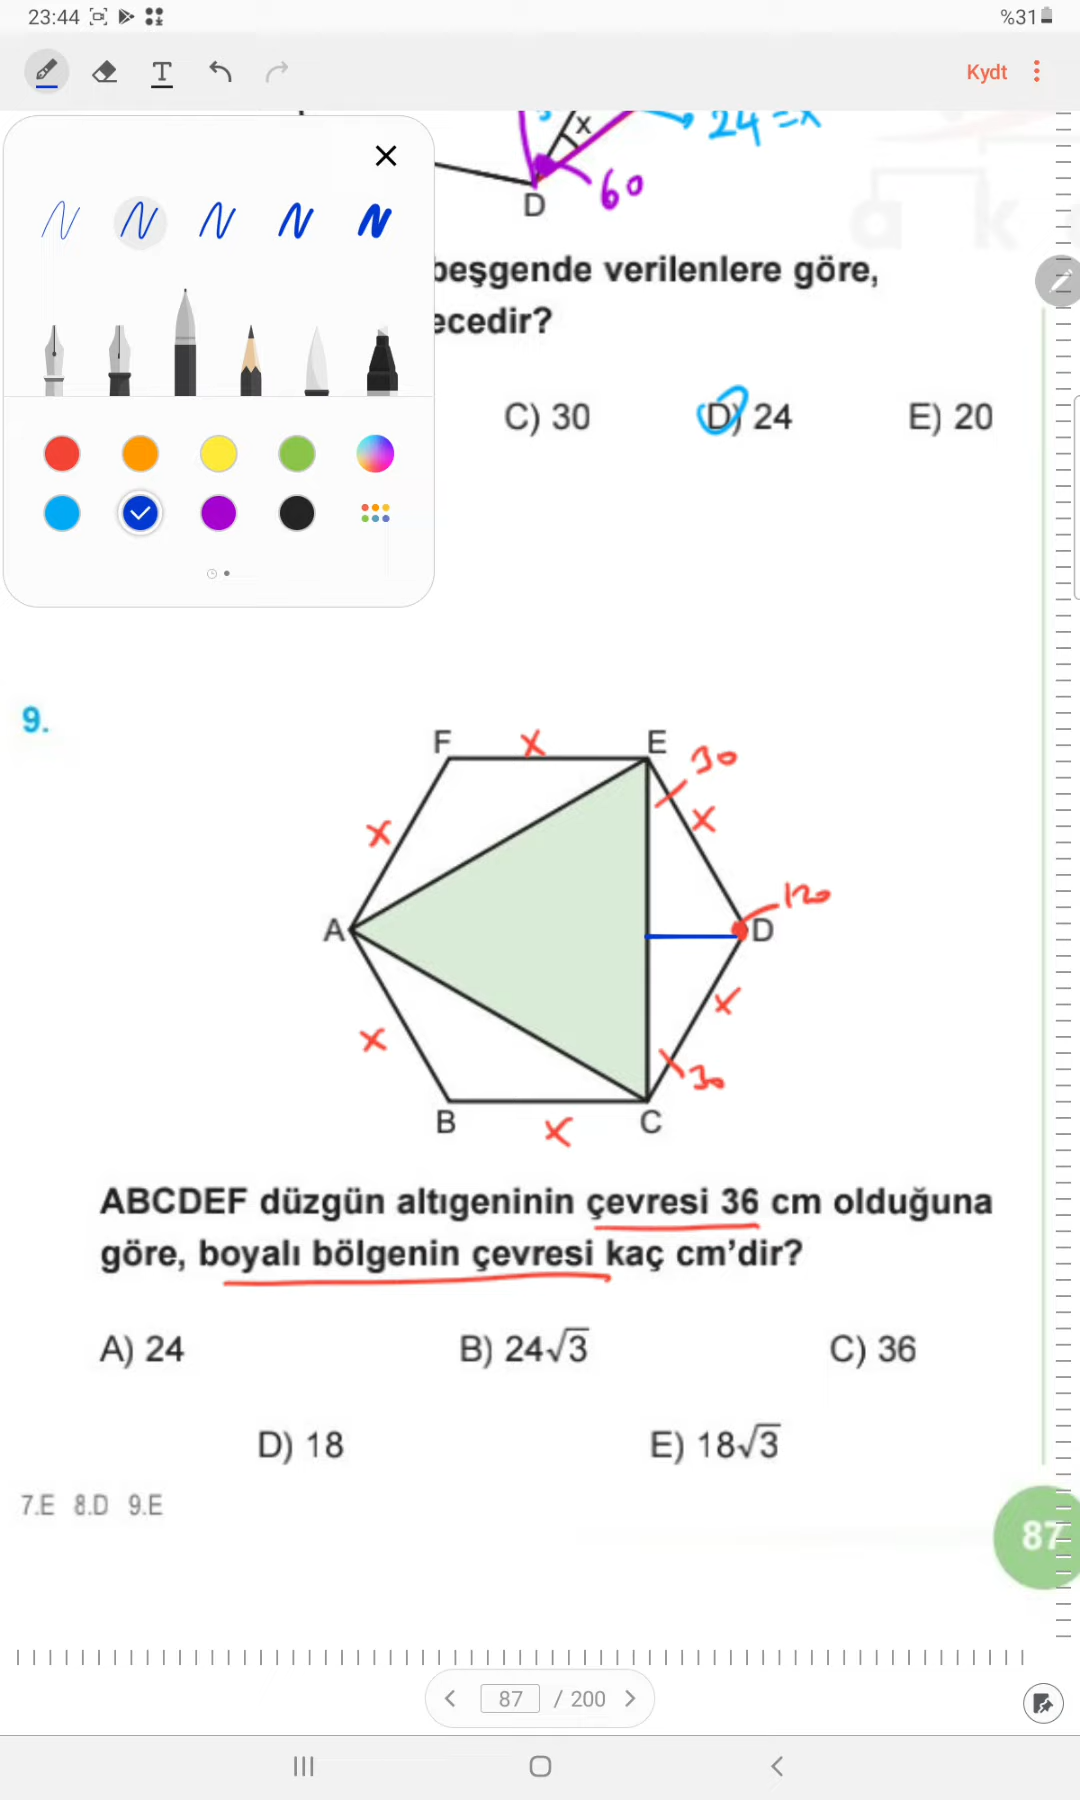 23:44
%31
T
Kydt
x
24=x
60
D
beşgende verilenlere göre,
ecedir?
C) 30 D) 24 E) 20
9.
F x E 30
x x
120
A D
x x
30
B x C
ABCDEF düzgün altıgeninin çevresi 36 cm olduğuna
göre, boyalı bölgenin çevresi kaç cm'dir?
A) 24 B) 24√3 C) 36
D) 18 E) 18√3
7.E 8.D 9.E
87
87 / 200